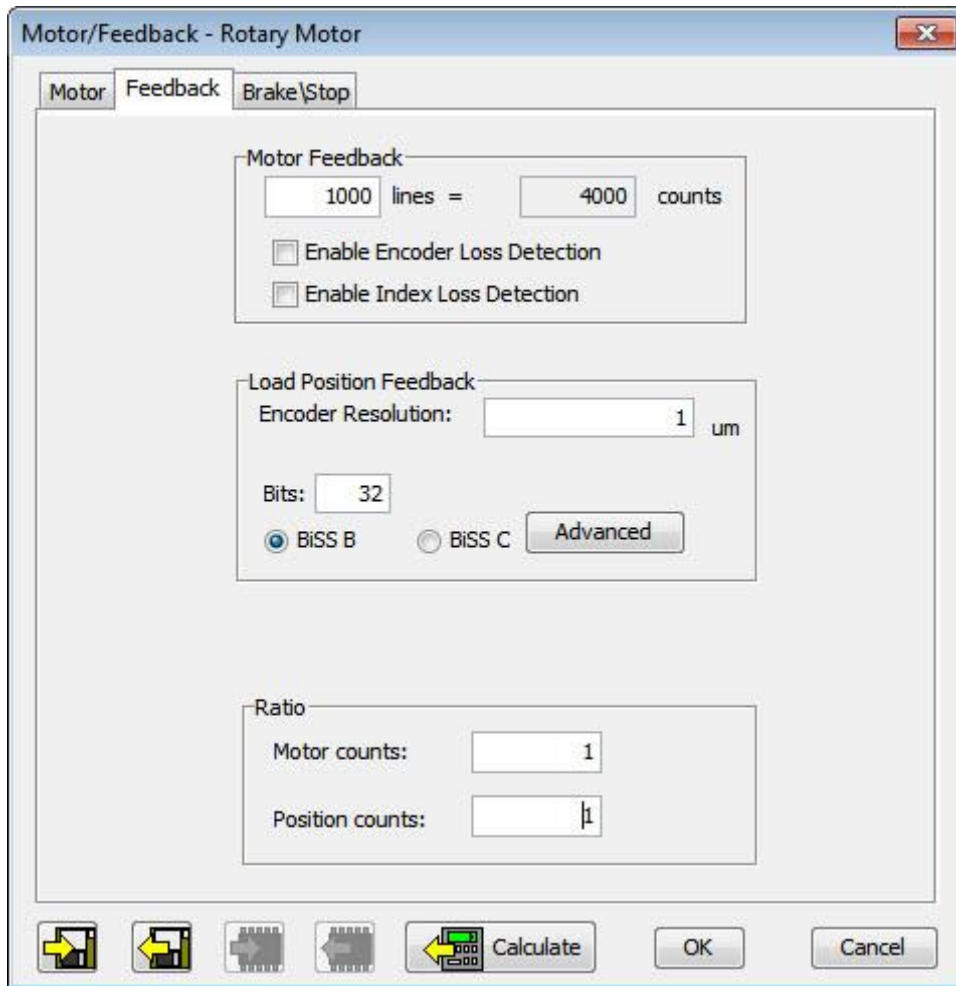 Motor/Feedback - Rotary Motor
Motor Feedback Brake\Stop
Motor Feedback
1000 lines = 4000 counts
Enable Encoder Loss Detection
Enable Index Loss Detection
Load Position Feedback
Encoder Resolution: 1 um
Bits: 32
BiSS B BiSS C Advanced
Ratio
Motor counts: 1
Position counts: 1
Calculate OK Cancel